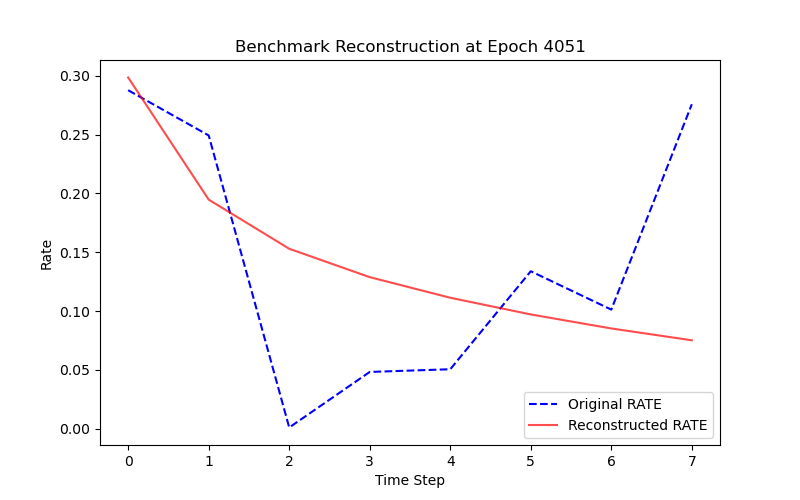 Benchmark Reconstruction at Epoch 4051
0.30
0.25
0.20
0.15
0.10
0.05
0.00
Rate
0 1 2 3 4 5 6 7
Time Step
Original RATE
Reconstructed RATE